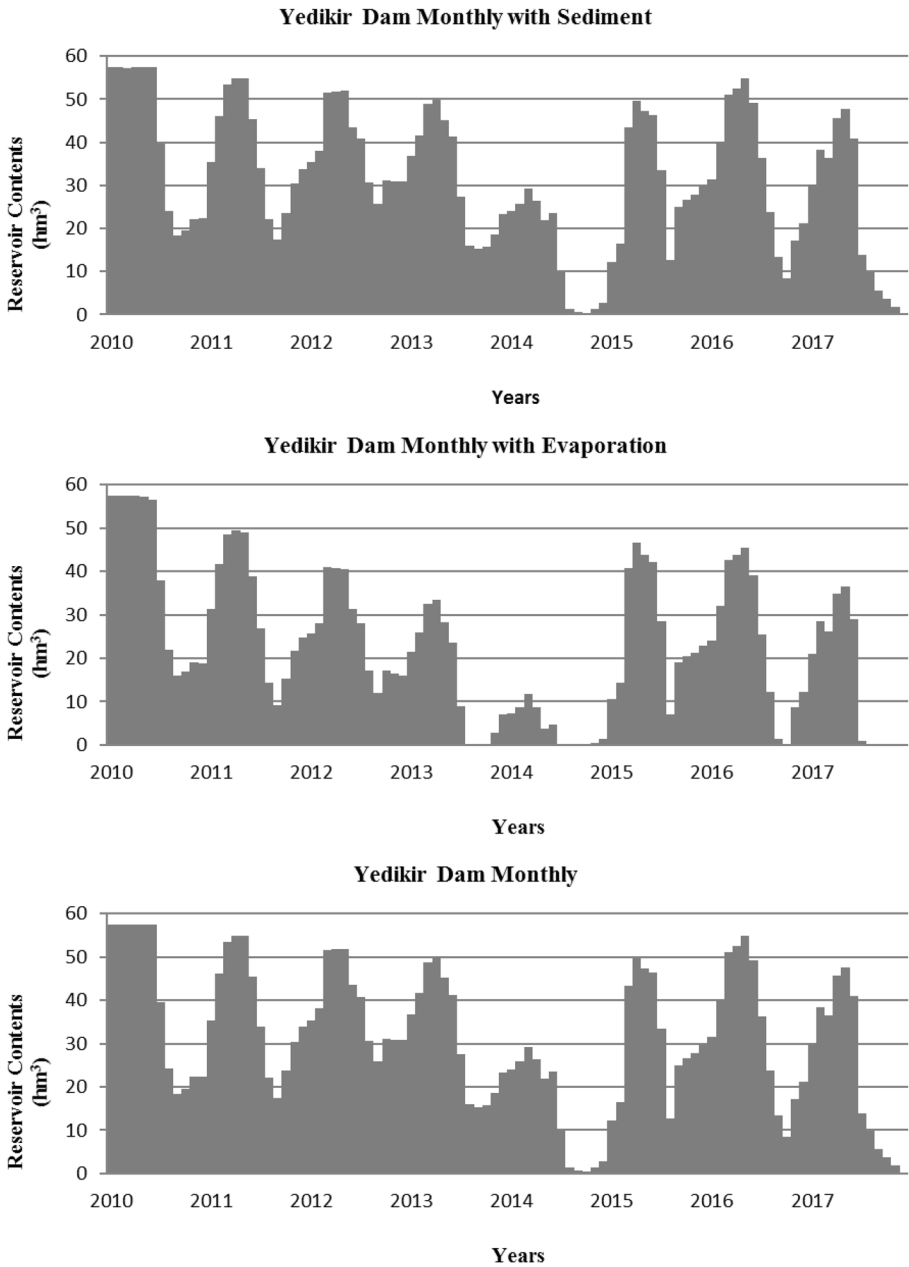 Yedikir Dam Monthly with Sediment
Reservoir Contents
(hm³)
60
50
40
30
20
10
0
2010 2011 2012 2013 2014 2015 2016 2017
Years
Yedikir Dam Monthly with Evaporation
Reservoir Contents
(hm³)
60
50
40
30
20
10
0
2010 2011 2012 2013 2014 2015 2016 2017
Years
Yedikir Dam Monthly
Reservoir Contents
(hm³)
60
50
40
30
20
10
0
2010 2011 2012 2013 2014 2015 2016 2017
Years